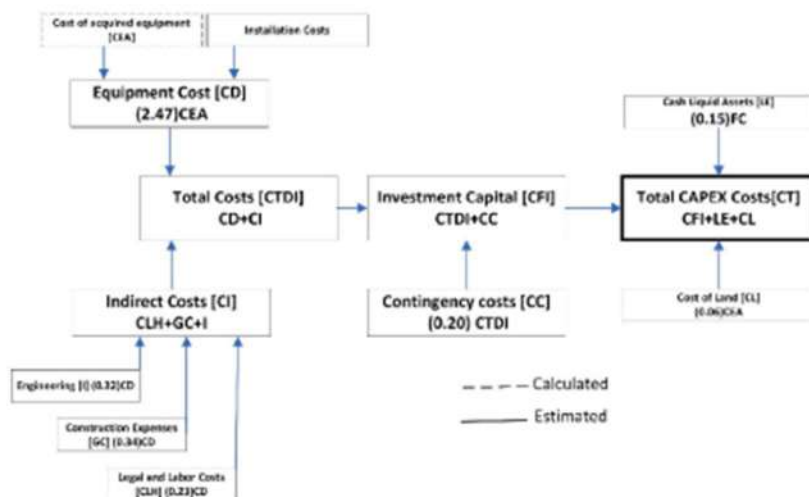 Cost of acquired equipment
[CEA]
Installation Costs
Equipment Cost [CD]
(2.47)CEA
Cash Liquid Assets [LE]
(0.15)FC
Total Costs [CTDI]
CD+CI
Investment Capital [CFI]
CTDI+CC
Total CAPEX Costs[CT]
CFI+LE+CL
Indirect Costs [CI]
CLH+GC+I
Contingency costs [CC]
(0.20) CTDI
Cost of Land [CL]
(0.06)CEA
Engineering [I] (0.32)CD
Construction Expenses
[GC] (0.34)CD
Legal and Labor Costs
[CLH] (0.23)CD
Calculated
Estimated